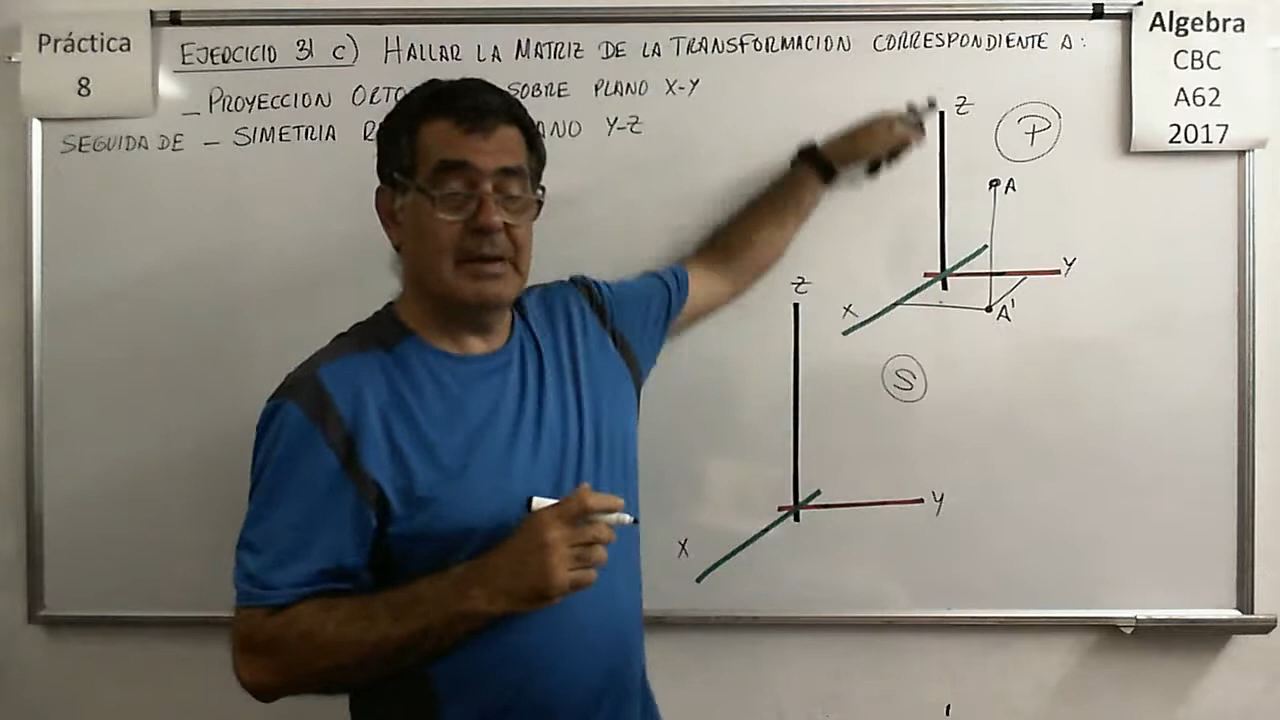 Práctica
8
EJERCICIO 31 c) HALLAR LA MATRIZ DE LA TRANSFORMACION CORRESPONDIENTE A:
- PROYECCION ORTO SOBRE PLANO X-Y
SEGUIDA DE - SIMETRIA Y-Z
Algebra
CBC
A62
2017
Z
P
A
Y
X
A'
Z
S
Y
X